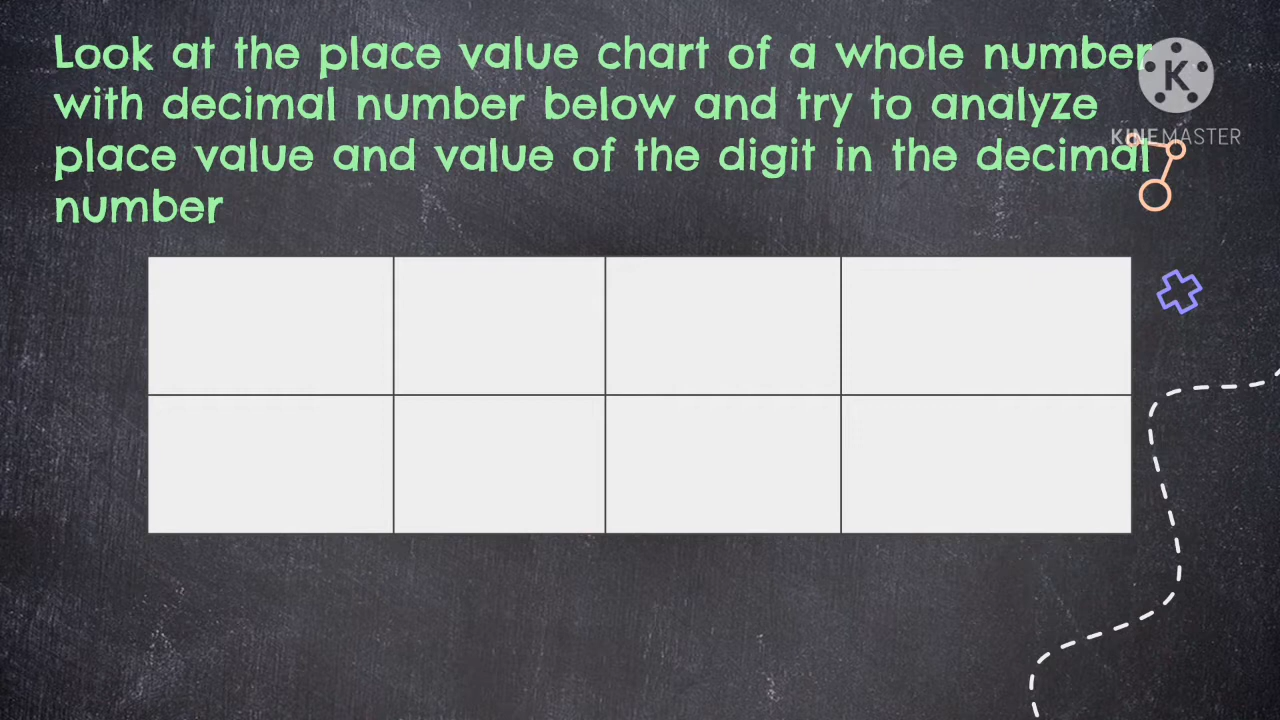 Look at the place value chart of a whole number
with decimal number below and try to analyze
place value and value of the digit in the decimal
number
K
KINEMASTER